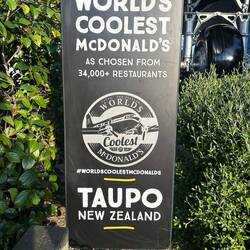 WORLD'S
COOLEST
McDONALD'S
AS CHOSEN FROM
34,000+ RESTAURANTS
WORLD'S
Coolest
McDONALD'S
#WORLDSCOOLESTMCDONALDS
TAUPO
NEW ZEALAND